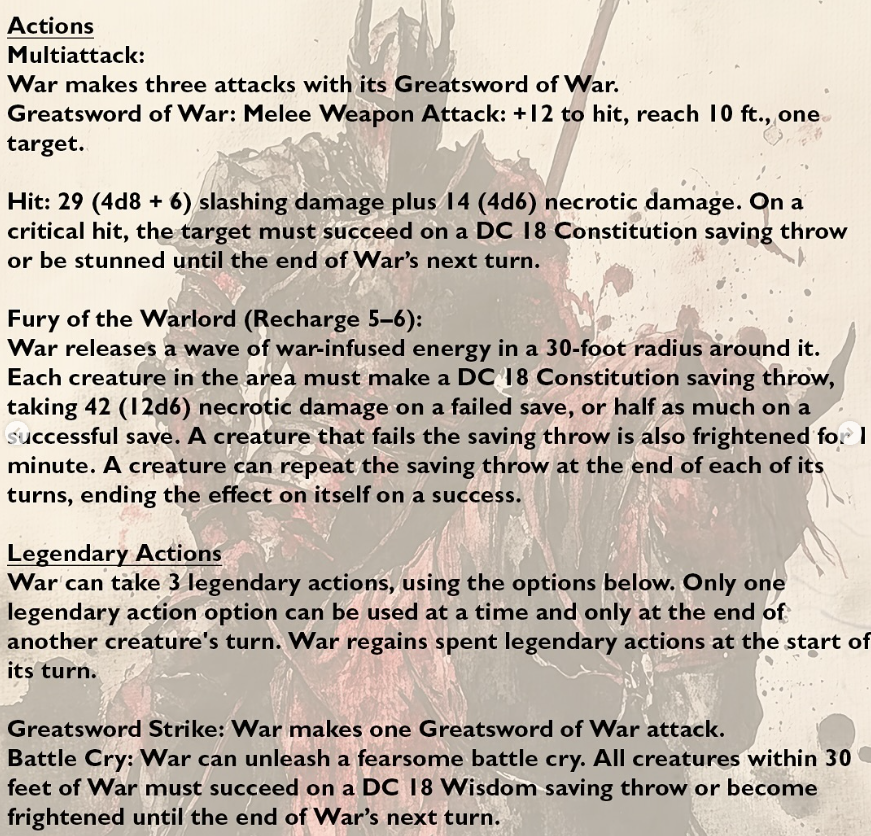 Actions
Multiattack:
War makes three attacks with its Greatsword of War.
Greatsword of War: Melee Weapon Attack: +12 to hit, reach 10 ft., one
target.
Hit: 29 (4d8 + 6) slashing damage plus 14 (4d6) necrotic damage. On a
critical hit, the target must succeed on a DC 18 Constitution saving throw
or be stunned until the end of War's next turn.
Fury of the Warlord (Recharge 5–6):
War releases a wave of war-infused energy in a 30-foot radius around it.
Each creature in the area must make a DC 18 Constitution saving throw,
taking 42 (12d6) necrotic damage on a failed save, or half as much on a
successful save. A creature that fails the saving throw is also frightened for 1
minute. A creature can repeat the saving throw at the end of each of its
turns, ending the effect on itself on a success.
Legendary Actions
War can take 3 legendary actions, using the options below. Only one
legendary action option can be used at a time and only at the end of
another creature's turn. War regains spent legendary actions at the start of
its turn.
Greatsword Strike: War makes one Greatsword of War attack.
Battle Cry: War can unleash a fearsome battle cry. All creatures within 30
feet of War must succeed on a DC 18 Wisdom saving throw or become
frightened until the end of War's next turn.